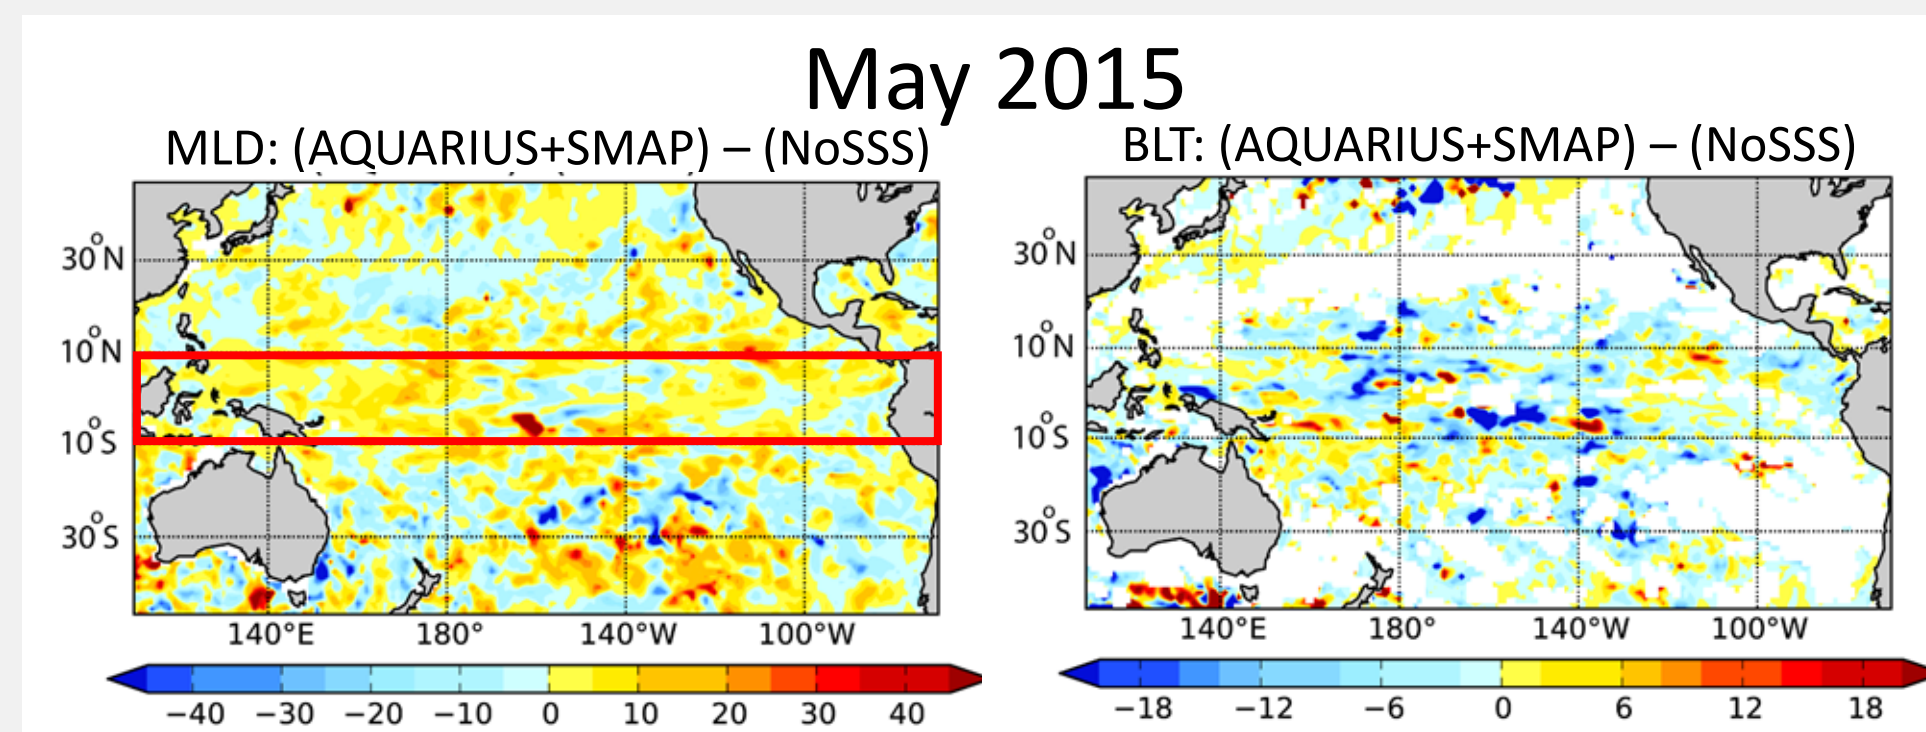 May 2015
MLD: (AQUARIUS+SMAP) – (NoSSS)
BLT: (AQUARIUS+SMAP) – (NoSSS)
30°N
10°N
10°S
30°S
140°E 180° 140°W 100°W
−40 −30 −20 −10 0 10 20 30 40
30°N
10°N
10°S
30°S
140°E 180° 140°W 100°W
−18 −12 −6 0 6 12 18